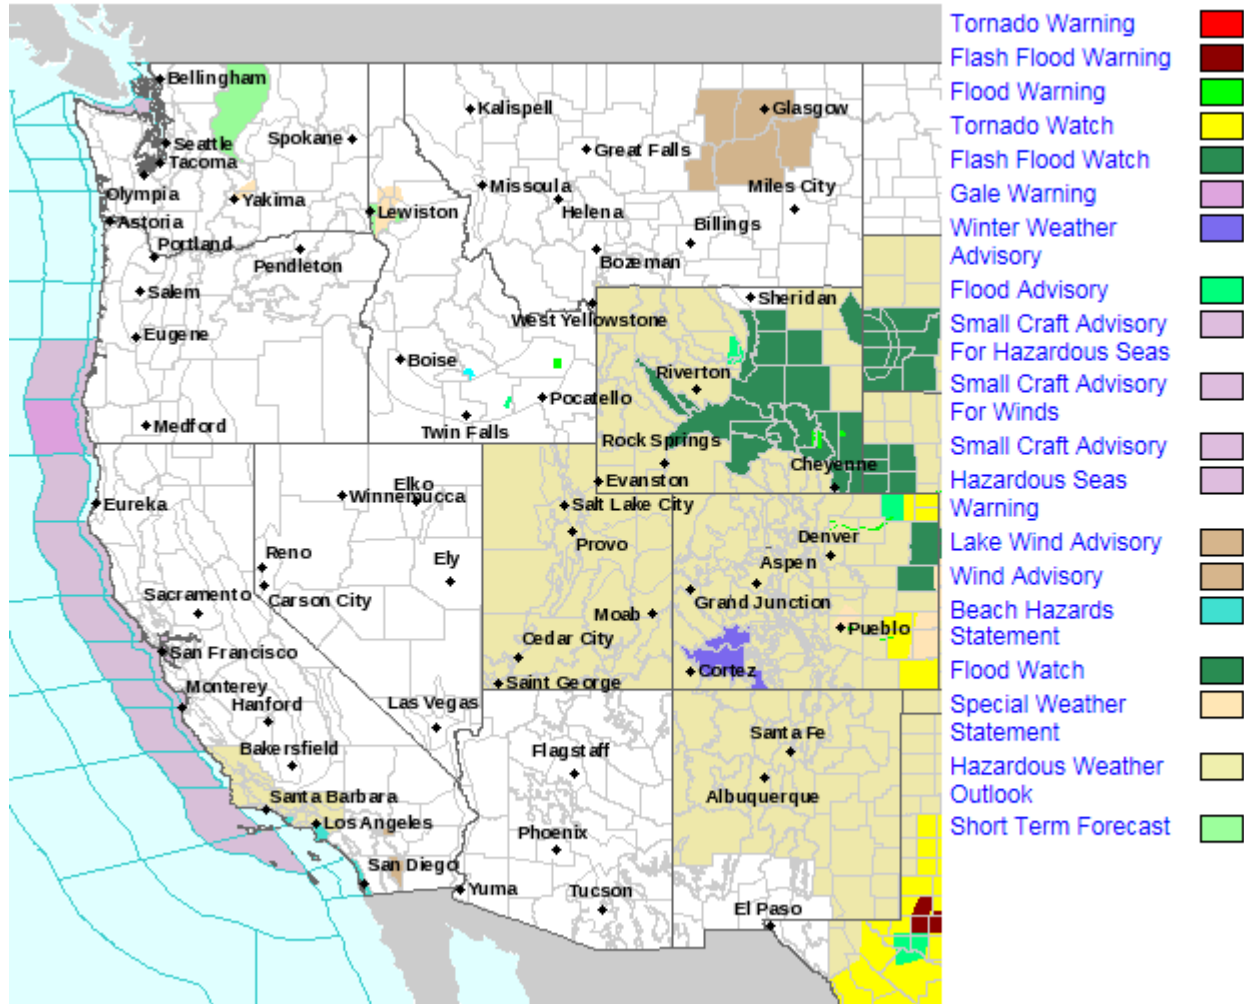 Bellingham
Seattle
Tacoma
Olympia
Spokane
Yakima
Astoria
Portland
Pendleton
Lewiston
Salem
Eugene
Medford
Kalispell
Great Falls
Glasgow
Missoula
Helena
Miles City
Billings
Bozeman
West Yellowstone
Sheridan
Boise
Pocatello
Twin Falls
Riverton
Rock Springs
Cheyenne
Evanston
Eureka
Winnemucca
Elko
Salt Lake City
Provo
Reno
Carson City
Ely
Sacramento
San Francisco
Denver
Aspen
Grand Junction
Moab
Pueblo
Cedar City
Cortez
Saint George
Monterey
Hanford
Las Vegas
Bakersfield
Flagstaff
Santa Fe
Albuquerque
Santa Barbara
Los Angeles
San Diego
Phoenix
Yuma
Tucson
El Paso
Tornado Warning
Flash Flood Warning
Flood Warning
Tornado Watch
Flash Flood Watch
Gale Warning
Winter Weather
Advisory
Flood Advisory
Small Craft Advisory
For Hazardous Seas
Small Craft Advisory
For Winds
Small Craft Advisory
Hazardous Seas
Warning
Lake Wind Advisory
Wind Advisory
Beach Hazards
Statement
Flood Watch
Special Weather
Statement
Hazardous Weather
Outlook
Short Term Forecast